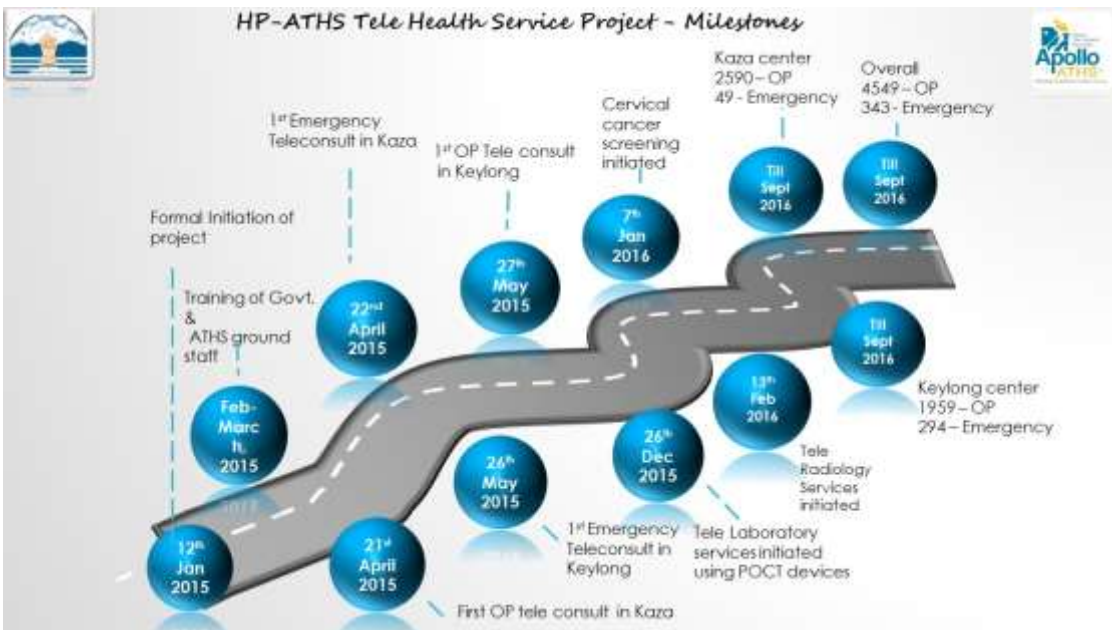 HP-ATHS Tele Health Service Project - Milestones
Apollo
ATHS
Formal Initiation of
project
12th
Jan
2015
Training of Govt.
&
ATHS ground
staff
Feb-
Marc
h,
2015
21st
April
2015
First OP tele consult in Kaza
1st Emergency
Teleconsult in Kaza
22nd
April
2015
26th
May
2015
1st Emergency
Teleconsult in
Keylong
1st OP Tele consult
in Keylong
27th
May
2015
26th
Dec
2015
Tele Laboratory
services initiated
using POCT devices
Cervical
cancer
screening
initiated
7th
Jan
2016
13th
Feb
2016
Tele
Radiology
Services
initiated
Kaza center
2590 – OP
49 - Emergency
Till
Sept
2016
Till
Sept
2016
Keylong center
1959 – OP
294 – Emergency
Overall
4549 – OP
343 - Emergency
Till
Sept
2016